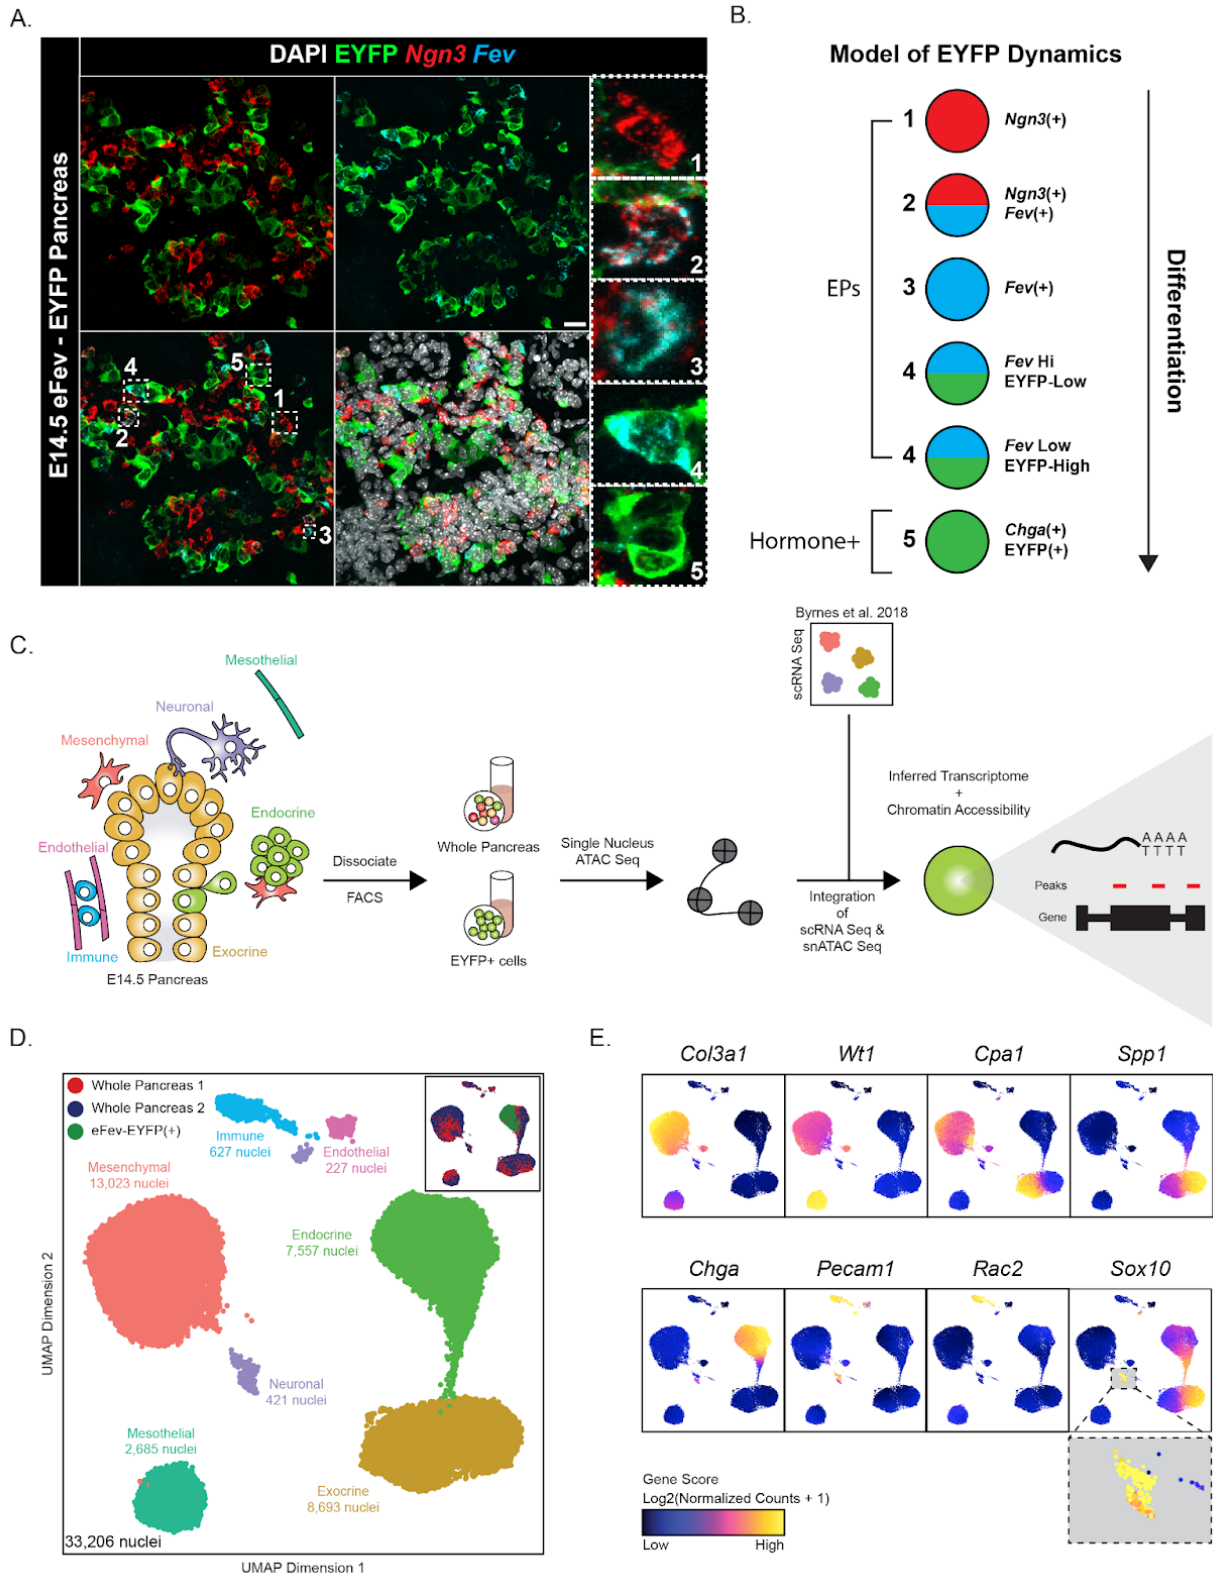 A.
DAPI EYFP Ngn3 Fev
E14.5 eFev - EYFP Pancreas
4
5
1
2
3
1
2
3
4
5
B.
Model of EYFP Dynamics
EPs
1
Ngn3(+)
2
Ngn3(+)
Fev(+)
3
Fev(+)
4
Fev Hi
EYFP-Low
4
Fev Low
EYFP-High
Hormone+
5
Chga(+)
EYFP(+)
Differentiation
C.
Mesothelial
Neuronal
Mesenchymal
Endocrine
Endothelial
Immune
Exocrine
E14.5 Pancreas
Dissociate
FACS
Whole Pancreas
EYFP+ cells
Single Nucleus
ATAC Seq
Byrnes et al. 2018
scRNA Seq
Integration
of
scRNA Seq &
snATAC Seq
Inferred Transcriptome
+
Chromatin Accessibility
A A A A
T T T T
Peaks
Gene
D.
Whole Pancreas 1
Whole Pancreas 2
eFev-EYFP(+)
Immune
627 nuclei
Endothelial
227 nuclei
Mesenchymal
13,023 nuclei
Endocrine
7,557 nuclei
Neuronal
421 nuclei
Mesothelial
2,685 nuclei
Exocrine
8,693 nuclei
33,206 nuclei
UMAP Dimension 2
UMAP Dimension 1
E.
Col3a1
Wt1
Cpa1
Spp1
Chga
Pecam1
Rac2
Sox10
Gene Score
Log2(Normalized Counts + 1)
Low
High